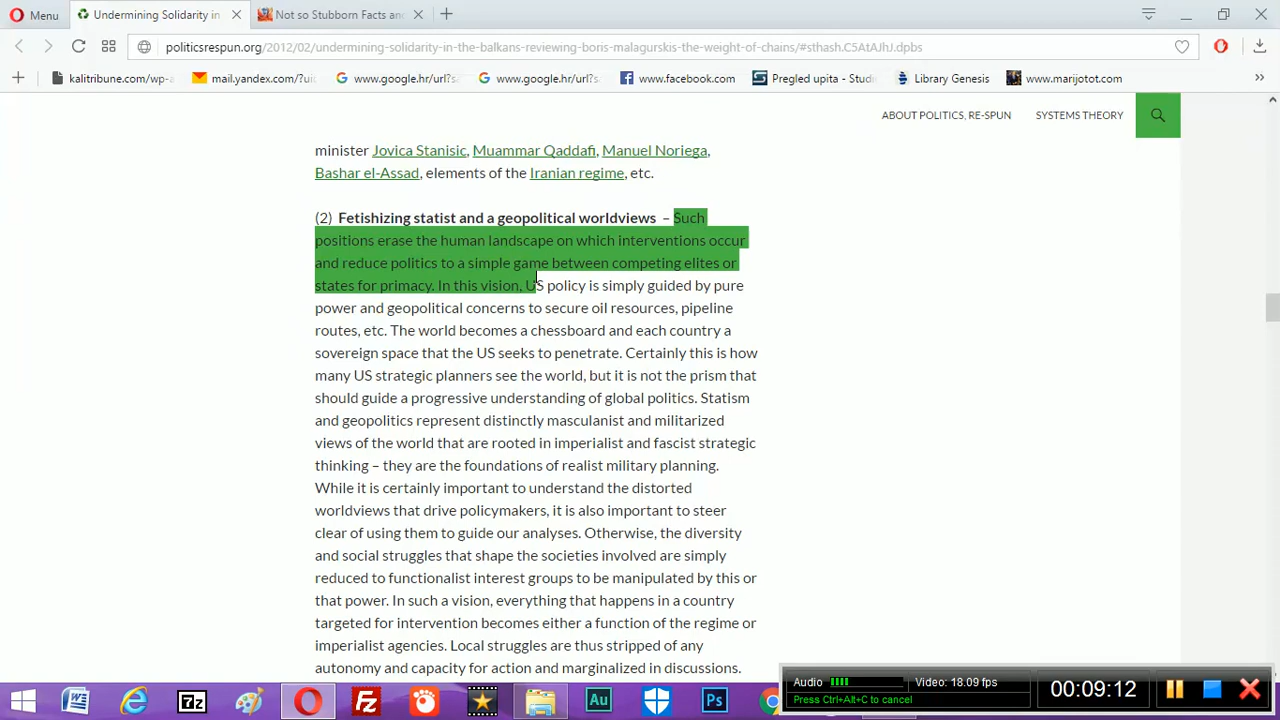 Menu
Undermining Solidarity in
Not so Stubborn Facts and
politicsrespun.org/2012/02/undermining-solidarity-in-the-balkans-reviewing-boris-malagurskis-the-weight-of-chains/#sthash.C5AtAJhJ.dpbs
kalitribune.com/wp-
mail.yandex.com/?ui
www.google.hr/url?s
www.google.hr/url?s
www.facebook.com
Pregled upita - Stud
Library Genesis
www.marijotot.com
ABOUT POLITICS, RE-SPUN
SYSTEMS THEORY
minister Jovica Stanisic, Muammar Qaddafi, Manuel Noriega,
Bashar el-Assad, elements of the Iranian regime, etc.
(2) Fetishizing statist and a geopolitical worldviews – Such
positions erase the human landscape on which interventions occur
and reduce politics to a simple game between competing elites or
states for primacy. In this vision, US policy is simply guided by pure
power and geopolitical concerns to secure oil resources, pipeline
routes, etc. The world becomes a chessboard and each country a
sovereign space that the US seeks to penetrate. Certainly this is how
many US strategic planners see the world, but it is not the prism that
should guide a progressive understanding of global politics. Statism
and geopolitics represent distinctly masculanist and militarized
views of the world that are rooted in imperialist and fascist strategic
thinking – they are the foundations of realist military planning.
While it is certainly important to understand the distorted
worldviews that drive policymakers, it is also important to steer
clear of using them to guide our analyses. Otherwise, the diversity
and social struggles that shape the societies involved are simply
reduced to functionalist interest groups to be manipulated by this or
that power. In such a vision, everything that happens in a country
targeted for intervention becomes either a function of the regime or
imperialist agencies. Local struggles are thus stripped of any
autonomy and capacity for action and marginalized in discussions.
Audio
Video: 18.09 fps
Press Ctrl+Alt+C to cancel
00:09:12
7z
Au
Ps